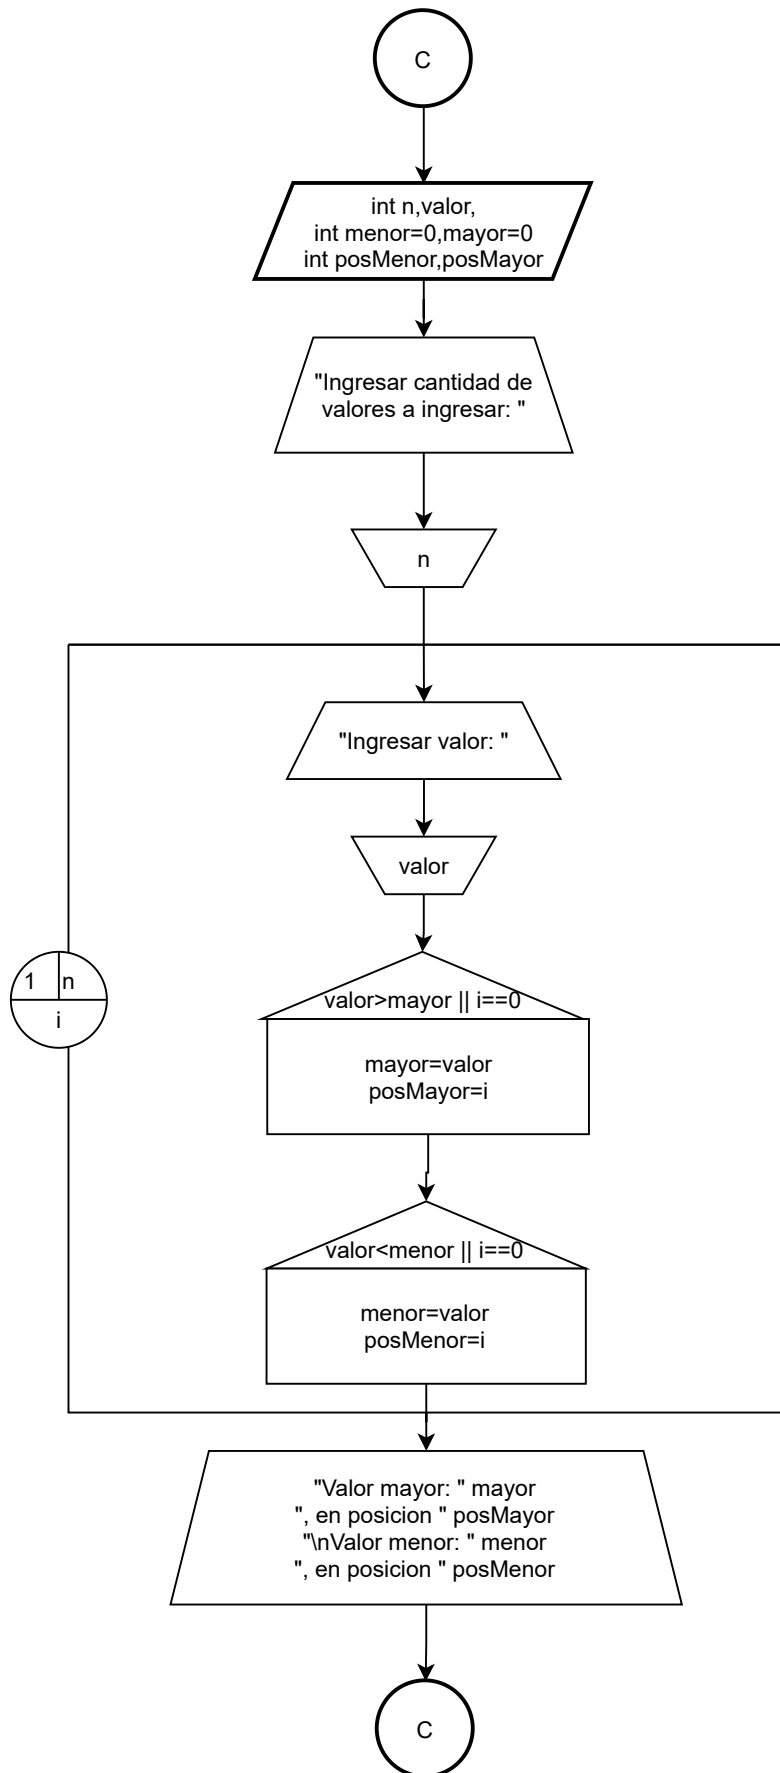 C
int n,valor,
int menor=0,mayor=0
int posMenor,posMayor
"Ingresar cantidad de
valores a ingresar: "
n
"Ingresar valor: "
valor
1 n
i
valor>mayor || i==0
mayor=valor
posMayor=i
valor<menor || i==0
menor=valor
posMenor=i
"Valor mayor: " mayor
", en posicion " posMayor
"\nValor menor: " menor
", en posicion " posMenor
C